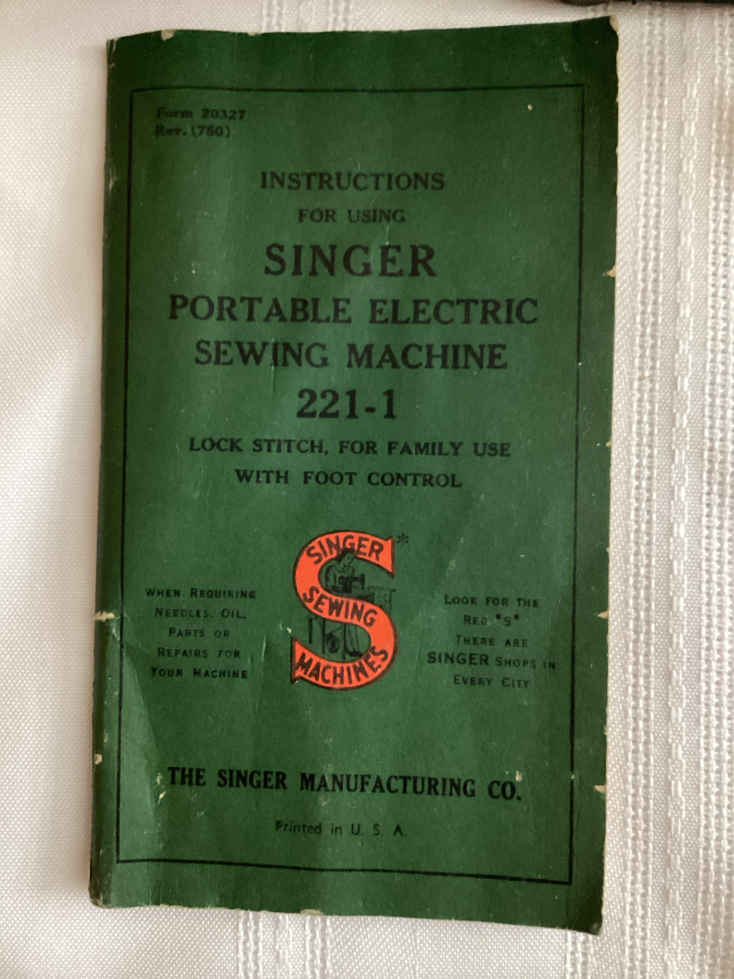 Form 20327
Rev. (750)
INSTRUCTIONS
FOR USING
SINGER
PORTABLE ELECTRIC
SEWING MACHINE
221-1
LOCK STITCH, FOR FAMILY USE
WITH FOOT CONTROL
SINGER *
SEWING
MACHINES
WHEN REQUIRING
NEEDLES, OIL,
PARTS OR
REPAIRS FOR
YOUR MACHINE
LOOK FOR THE
RED "S"
THERE ARE
SINGER SHOPS IN
EVERY CITY
THE SINGER MANUFACTURING CO.
Printed in U. S. A.